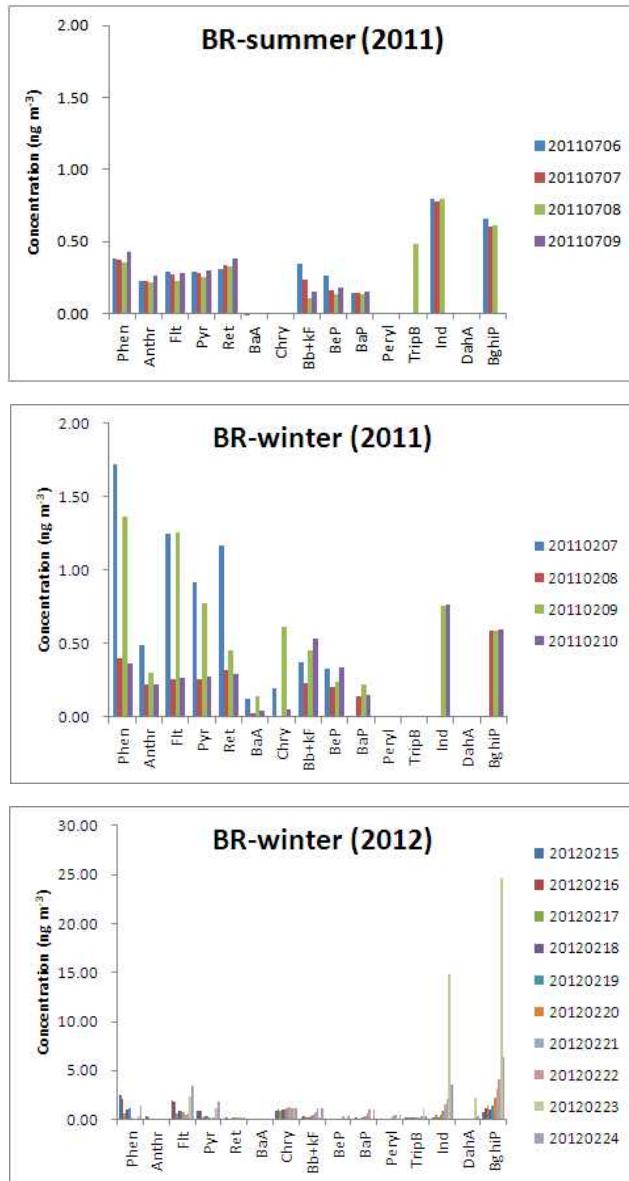 BR-summer (2011)
Concentration (ng m-3)
2.00
1.50
1.00
0.50
0.00
Phen
Anthr
Flt
Pyr
Ret
BaA
Chry
Bb+kF
BeP
BaP
Peryl
TripB
Ind
DahA
BghiP
20110706
20110707
20110708
20110709
BR-winter (2011)
Concentration (ng m-3)
2.00
1.50
1.00
0.50
0.00
Phen
Anthr
Flt
Pyr
Ret
BaA
Chry
Bb+kF
BeP
BaP
Peryl
TripB
Ind
DahA
BghiP
20110207
20110208
20110209
20110210
BR-winter (2012)
Concentration (ng m-3)
30.00
25.00
20.00
15.00
10.00
5.00
0.00
Phen
Anthr
Flt
Pyr
Ret
BaA
Chry
Bb+kF
BeP
BaP
Peryl
TripB
Ind
DahA
BghiP
20120215
20120216
20120217
20120218
20120219
20120220
20120221
20120222
20120223
20120224